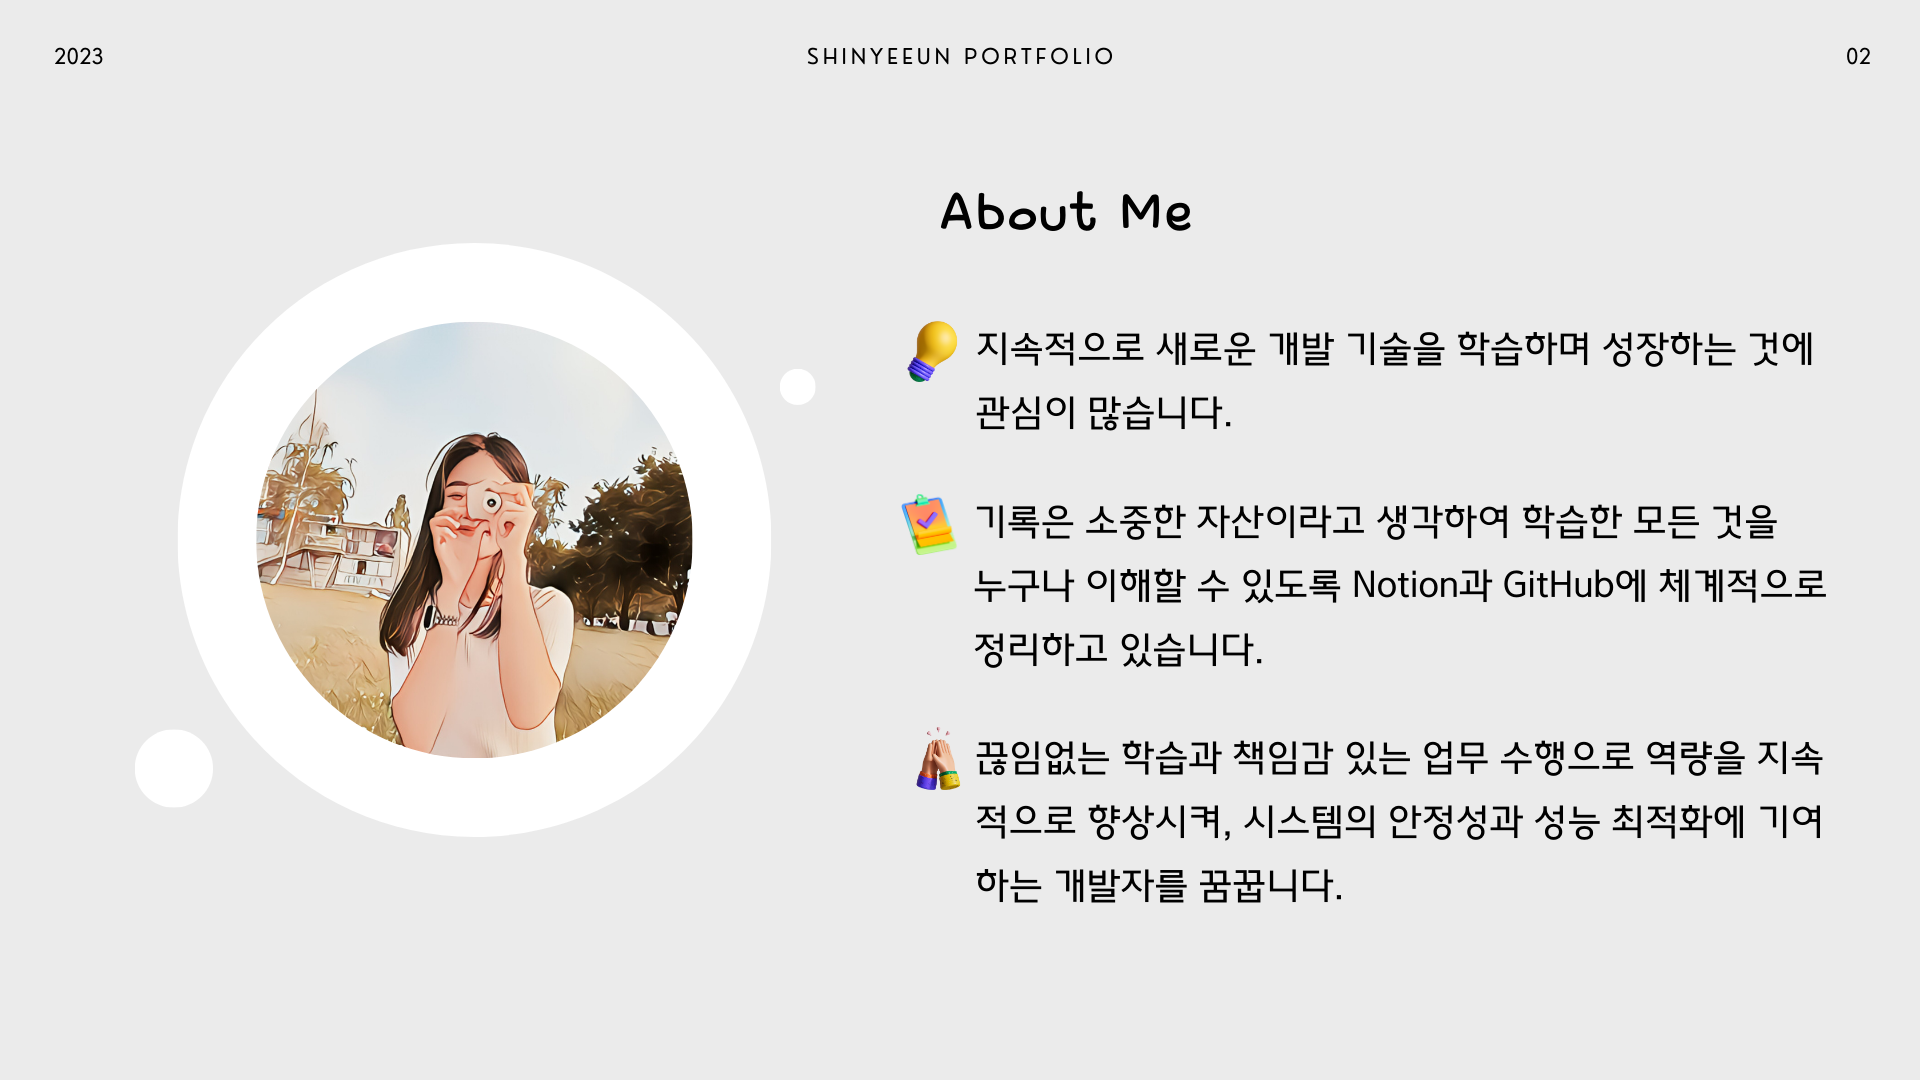 2023
SHINYEEUN PORTFOLIO
02
About Me
지속적으로 새로운 개발 기술을 학습하며 성장하는 것에
관심이 많습니다.
기록은 소중한 자산이라고 생각하여 학습한 모든 것을
누구나 이해할 수 있도록 Notion과 GitHub에 체계적으로
정리하고 있습니다.
끊임없는 학습과 책임감 있는 업무 수행으로 역량을 지속
적으로 향상시켜, 시스템의 안정성과 성능 최적화에 기여
하는 개발자를 꿈꿉니다.